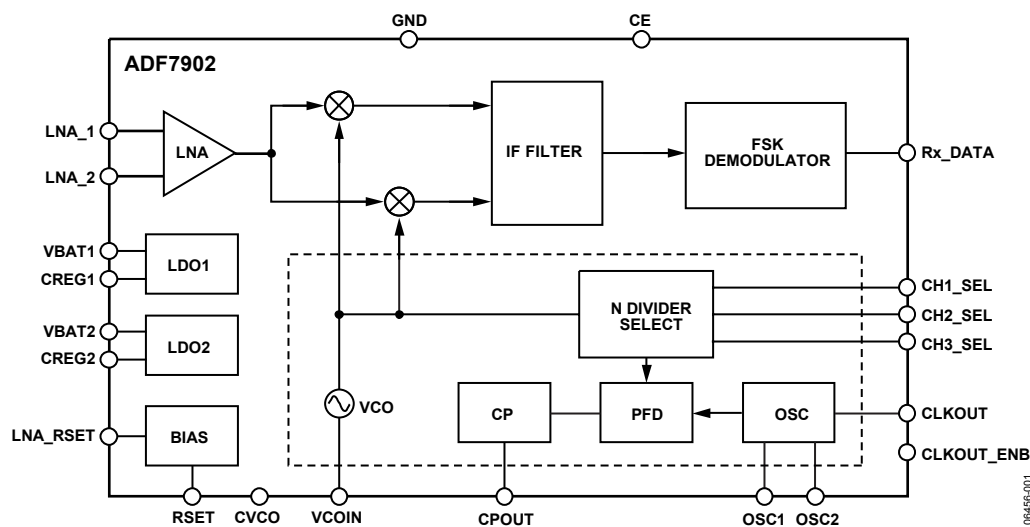 GND
CE
ADF7902
LNA_1
LNA_2
LNA
IF FILTER
FSK
DEMODULATOR
Rx_DATA
VBAT1
CREG1
LDO1
VBAT2
CREG2
LDO2
N DIVIDER
SELECT
CH1_SEL
CH2_SEL
CH3_SEL
VCO
CP
PFD
OSC
CLKOUT
LNA_RSET
BIAS
CLKOUT_ENB
RSET
CVCO
VCOIN
CPOUT
OSC1
OSC2
06456-001